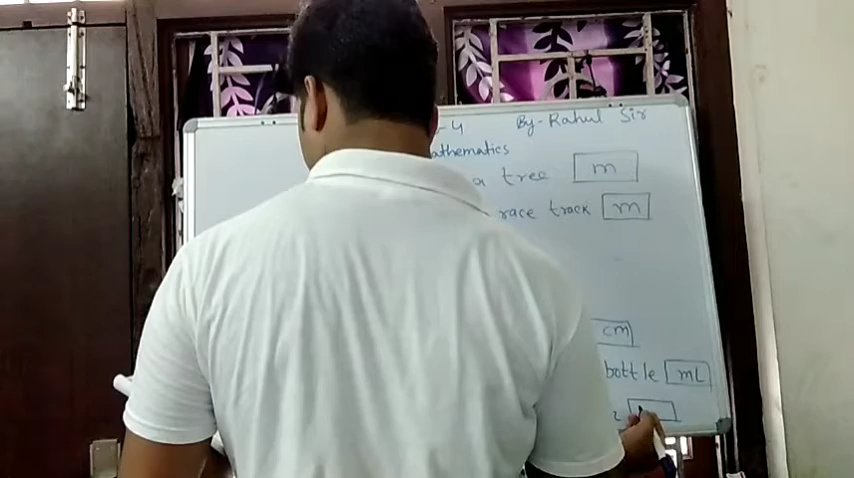 -4 By- Rahul Sir
athematics
a tree m
race track m
cm
bottle mL